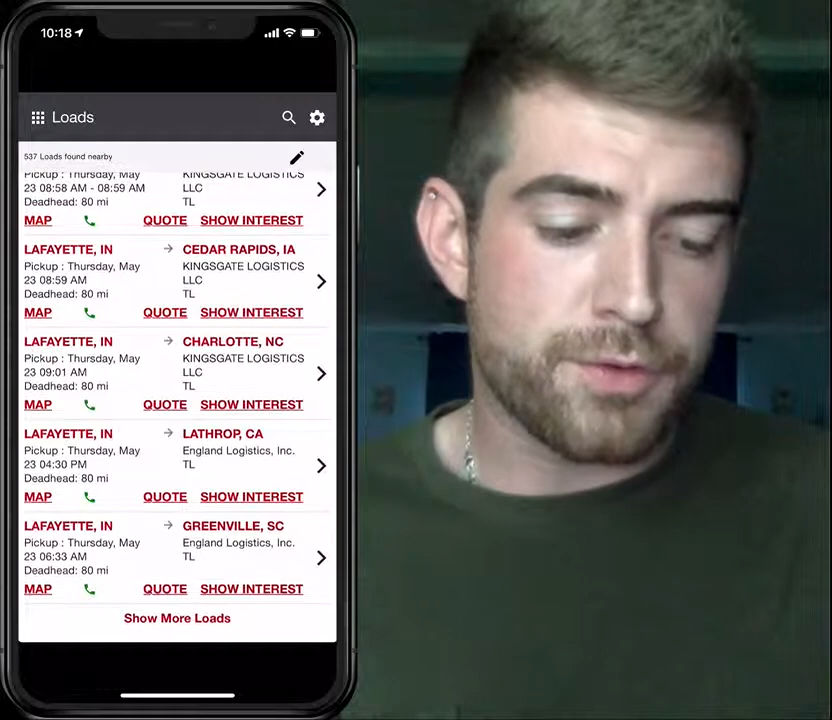 10:18
Loads
537 Loads found nearby
Pickup : Thursday, May KINGSGATE LOGISTICS
23 08:58 AM - 08:59 AM LLC
Deadhead: 80 mi TL
MAP QUOTE SHOW INTEREST
LAFAYETTE, IN → CEDAR RAPIDS, IA
Pickup : Thursday, May KINGSGATE LOGISTICS
23 08:59 AM LLC
Deadhead: 80 mi TL
MAP QUOTE SHOW INTEREST
LAFAYETTE, IN → CHARLOTTE, NC
Pickup : Thursday, May KINGSGATE LOGISTICS
23 09:01 AM LLC
Deadhead: 80 mi TL
MAP QUOTE SHOW INTEREST
LAFAYETTE, IN → LATHROP, CA
Pickup : Thursday, May England Logistics, Inc.
23 04:30 PM TL
Deadhead: 80 mi
MAP QUOTE SHOW INTEREST
LAFAYETTE, IN → GREENVILLE, SC
Pickup : Thursday, May England Logistics, Inc.
23 06:33 AM TL
Deadhead: 80 mi
MAP QUOTE SHOW INTEREST
Show More Loads